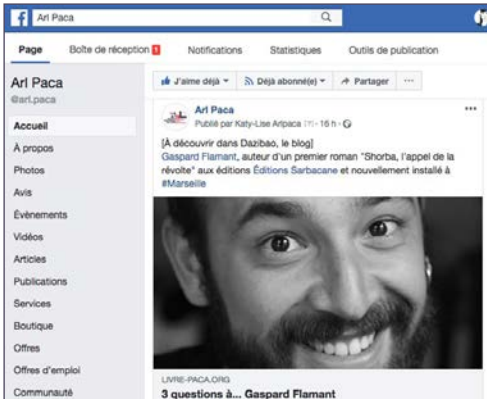 Arl Paca
Page Boîte de réception 1 Notifications Statistiques Outils de publication
Arl Paca
@arl.paca
Accueil
À propos
Photos
Avis
Évènements
Vidéos
Articles
Publications
Services
Boutique
Offres
Offres d'emploi
Communauté
J'aime déjà Déjà abonné(e) Partager ...
Arl Paca
Publié par Katy-Lise Arlpaca [?] · 16 h ·
[À découvrir dans Dazibao, le blog]
Gaspard Flamant, auteur d'un premier roman "Shorba, l'appel de la
révolte" aux éditions Éditions Sarbacane et nouvellement installé à
#Marseille
LIVRE-PACA.ORG
3 questions à... Gaspard Flamant